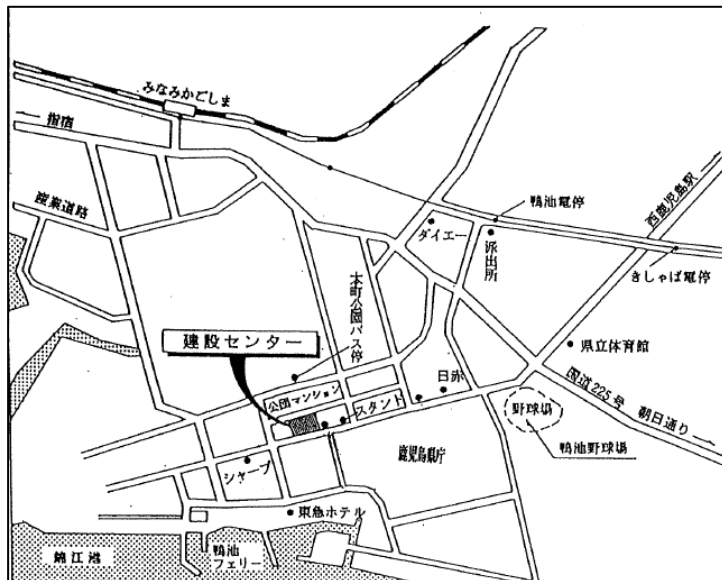 みなみかごしま
指宿
産業道路
西鹿児島駅
鴨池電停
ダイエー
派出所
きしゃば電停
木町公園バス停
建設センター
県立体育館
日赤
国道225号
朝日通り
公団マンション
スタンド
野球場
鹿児島県庁
鴨池野球場
シャープ
東急ホテル
錦江港
鴨池
フェリー